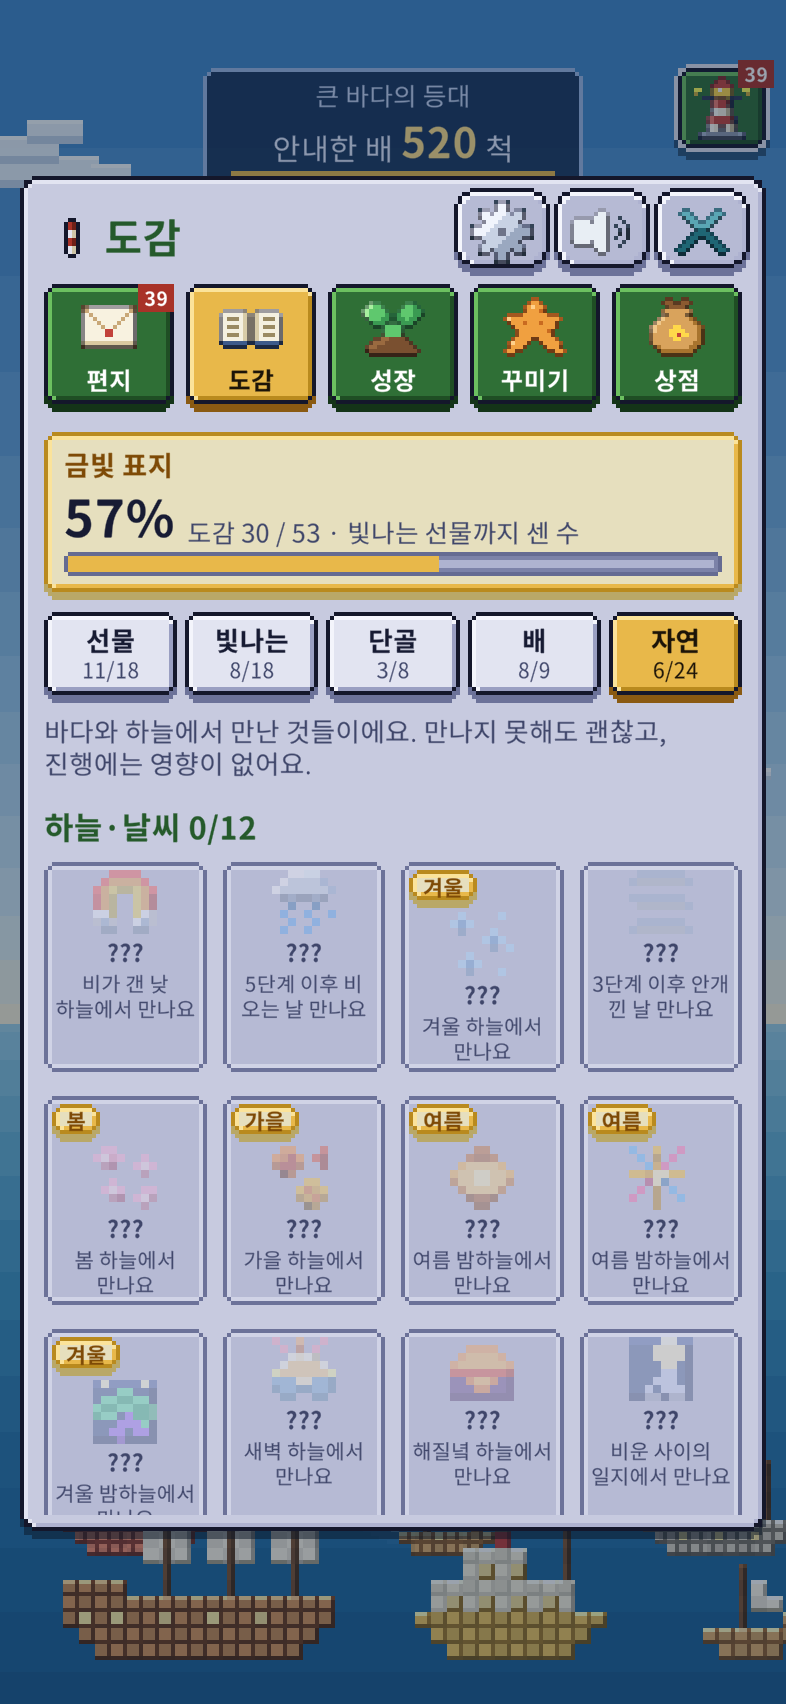 큰 바다의 등대
안내한 배 520 척
39
도감
39
편지
도감
성장
꾸미기
상점
금빛 표지
57% 도감 30 / 53 · 빛나는 선물까지 센 수
선물
11/18
빛나는
8/18
단골
3/8
배
8/9
자연
6/24
바다와 하늘에서 만난 것들이에요. 만나지 못해도 괜찮고,
진행에는 영향이 없어요.
하늘·날씨 0/12
???
비가 갠 낮
하늘에서 만나요
???
5단계 이후 비
오는 날 만나요
겨울
???
겨울 하늘에서
만나요
???
3단계 이후 안개
낀 날 만나요
봄
???
봄 하늘에서
만나요
가을
???
가을 하늘에서
만나요
여름
???
여름 밤하늘에서
만나요
여름
???
여름 밤하늘에서
만나요
겨울
???
겨울 밤하늘에서
???
새벽 하늘에서
만나요
???
해질녘 하늘에서
만나요
???
비운 사이의
일지에서 만나요